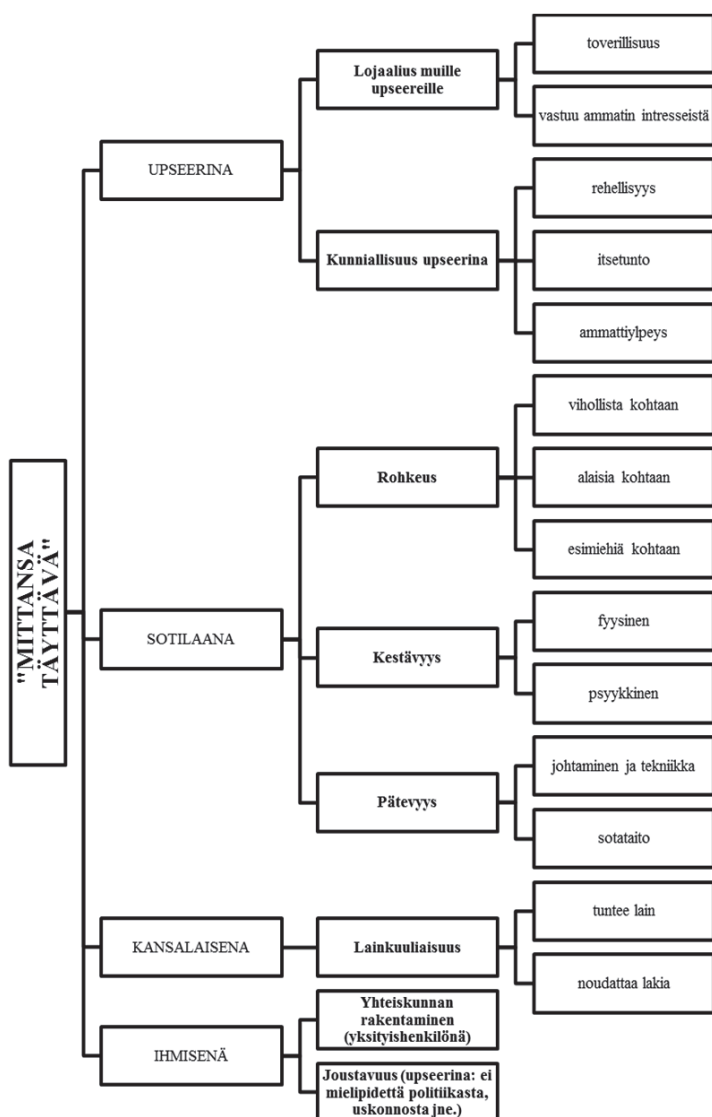 "MITTANSA
TÄYTTÄVÄ"
UPSEERINA
Lojaalius muille
upseereille
toverillisuus
vastuu ammatin intresseistä
Kunniallisuus upseerina
rehellisyys
itsetunto
ammattiylpeys
SOTILAANA
Rohkeus
vihollista kohtaan
alaisia kohtaan
esimiehiä kohtaan
Kestävyys
fyysinen
psyykkinen
Pätevyys
johtaminen ja tekniikka
sotataito
KANSALAISENA
Lainkuuliaisuus
tuntee lain
noudattaa lakia
IHMISENÄ
Yhteiskunnan
rakentaminen
(yksityishenkilönä)
Joustavuus (upseerina: ei
mielipidettä politiikasta,
uskonnosta jne.)